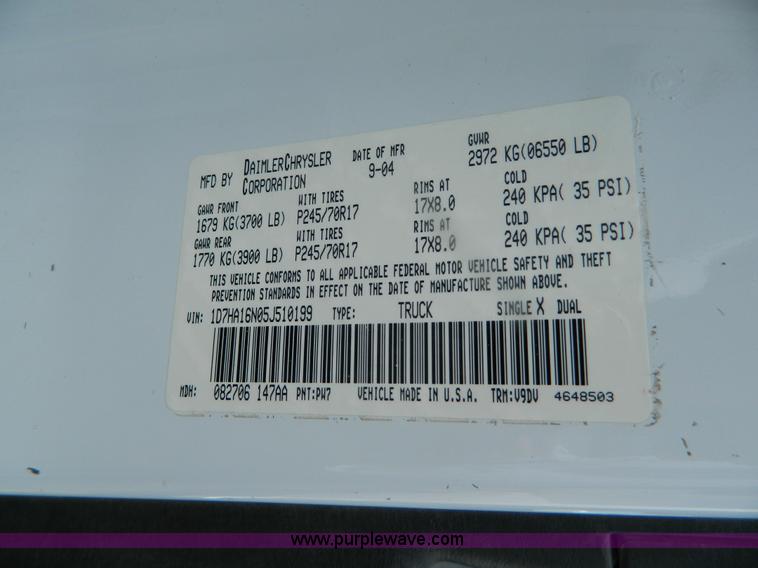 MFD BY DAIMLERCHRYSLER CORPORATION DATE OF MFR 9-04 GVWR 2972 KG(06550 LB)
GAWR FRONT WITH TIRES RIMS AT COLD
1679 KG(3700 LB) P245/70R17 17X8.0 240 KPA( 35 PSI)
GAWR REAR WITH TIRES RIMS AT COLD
1770 KG(3900 LB) P245/70R17 17X8.0 240 KPA( 35 PSI)
THIS VEHICLE CONFORMS TO ALL APPLICABLE FEDERAL MOTOR VEHICLE SAFETY AND THEFT
PREVENTION STANDARDS IN EFFECT ON THE DATE OF MANUFACTURE SHOWN ABOVE.
VIN: 1D7HA16N05J510199 TYPE: TRUCK SINGLE X DUAL
MDH: 082706 147AA PNT:PW7 VEHICLE MADE IN U.S.A. TRM:V9DV 4648503
www.purplewave.com